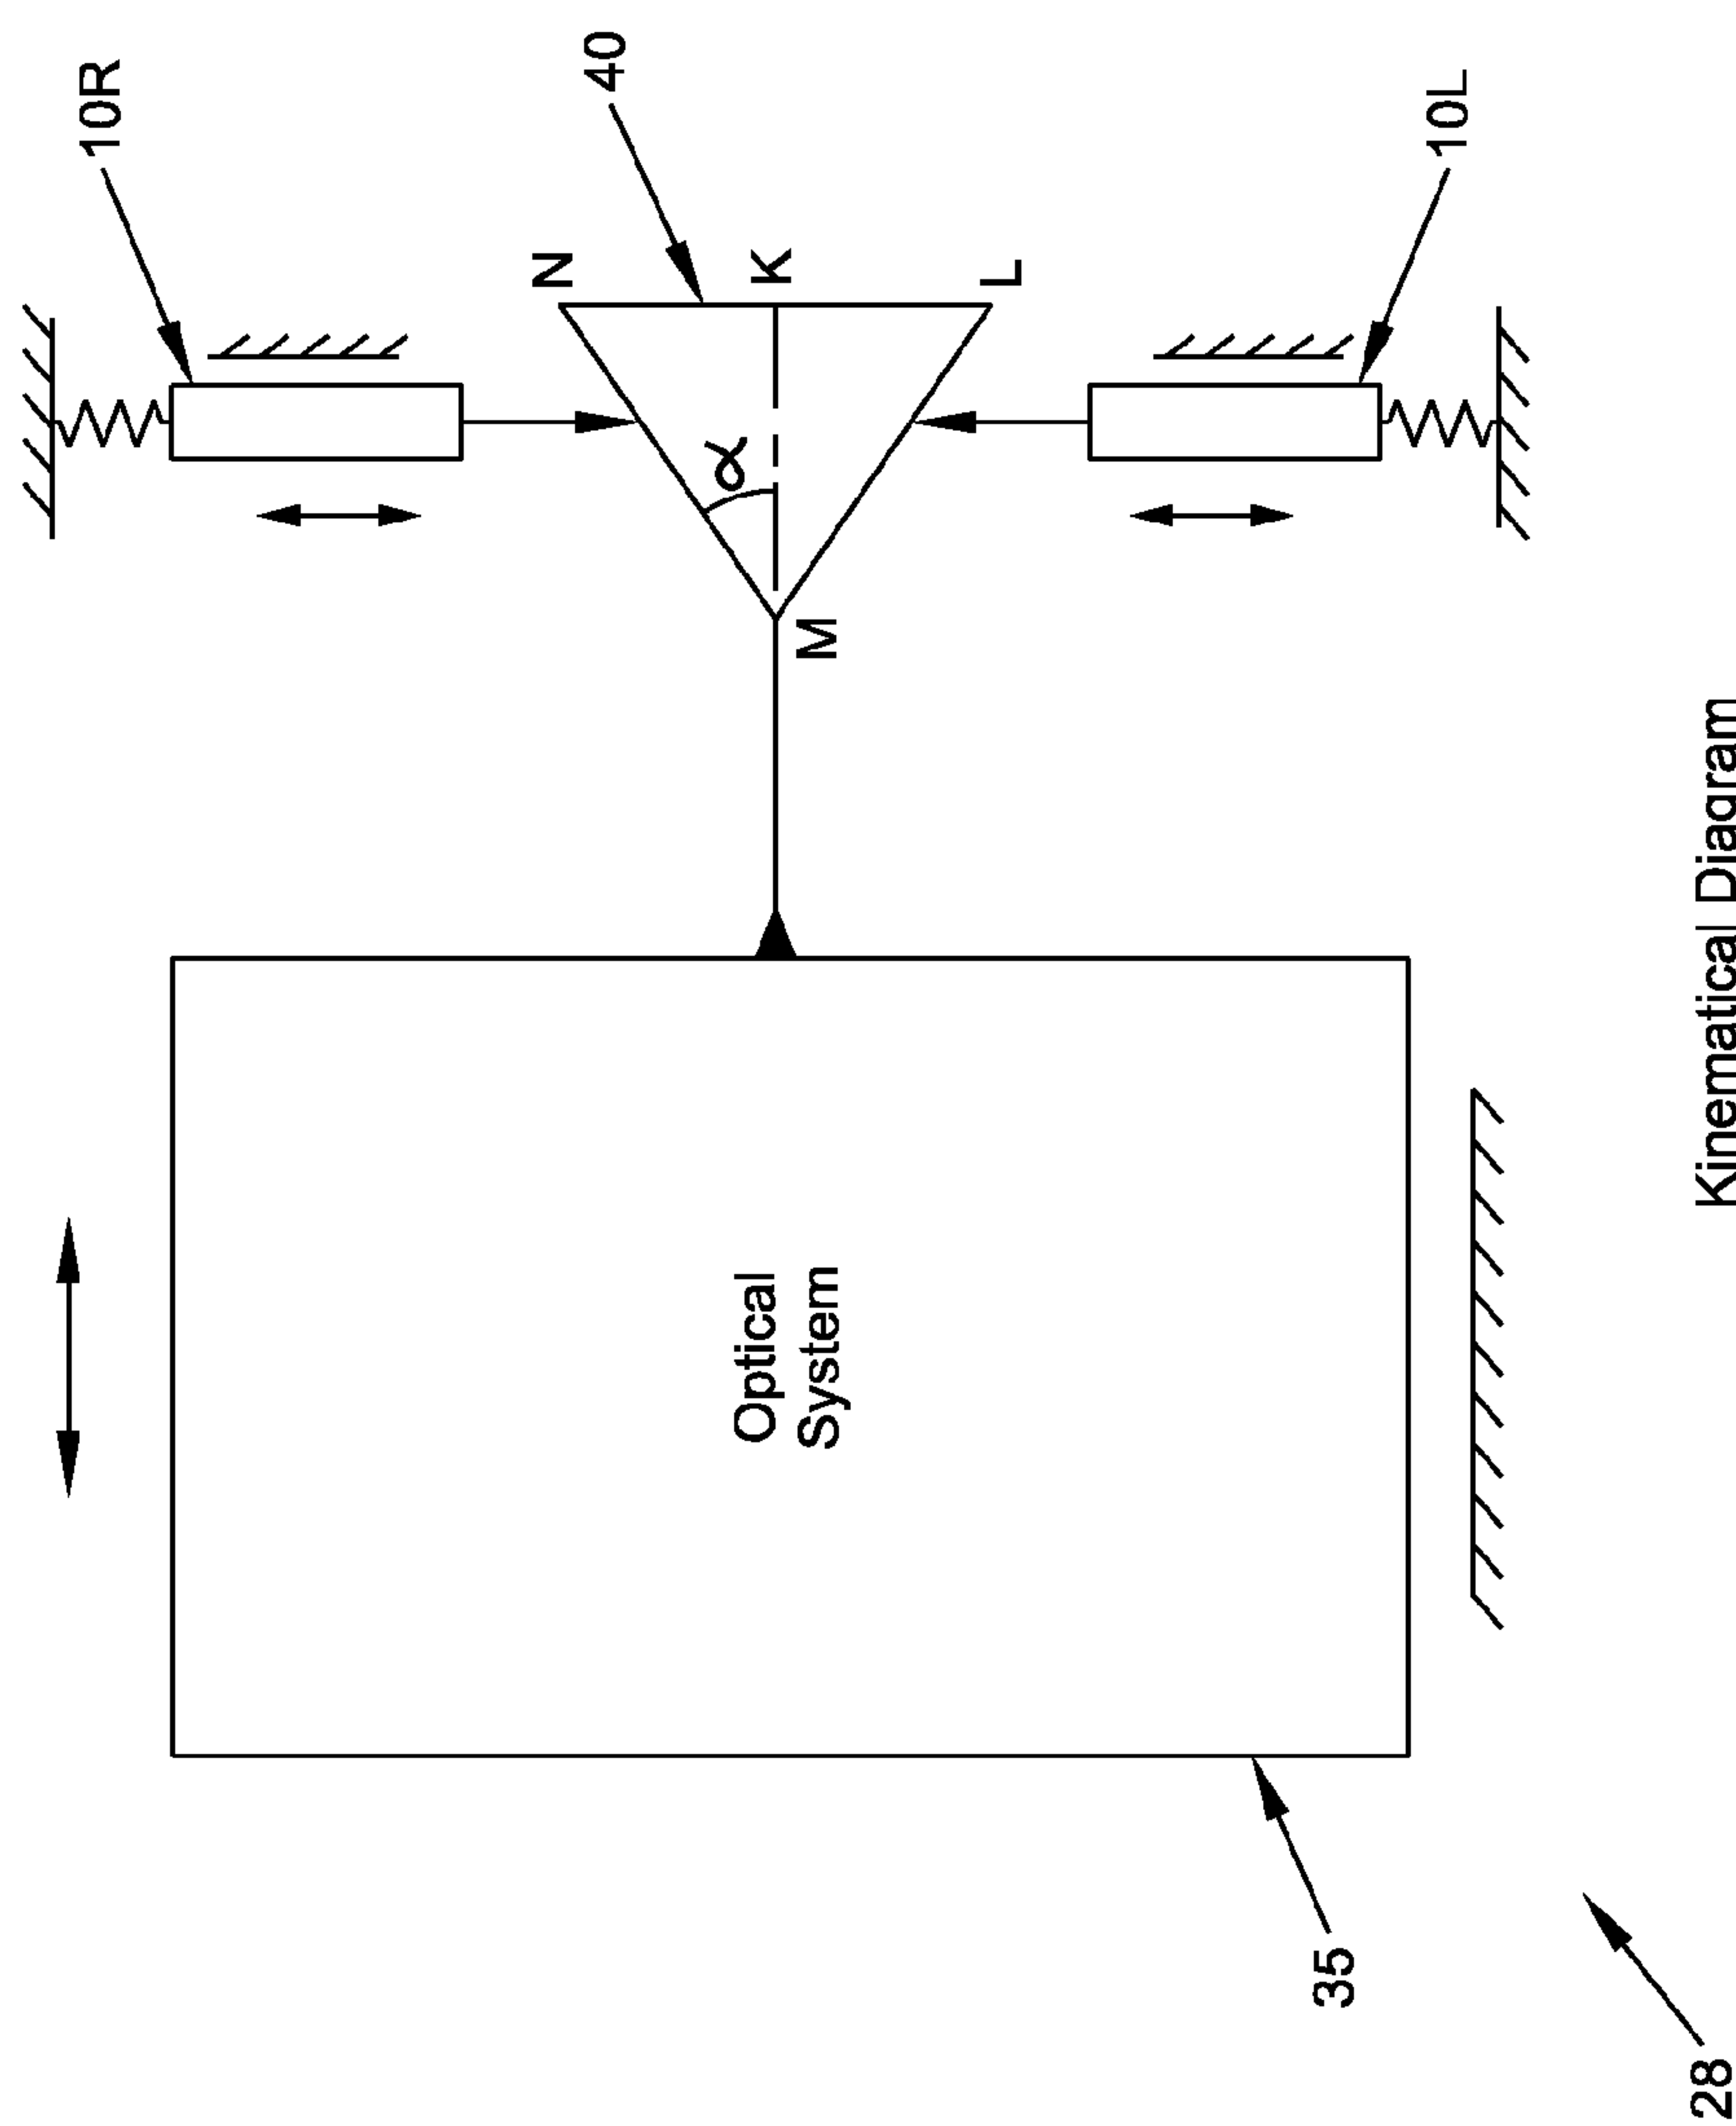 10R
40
N
K
L
10L
α
M
Optical
System
35
28
Kinematical Diagram